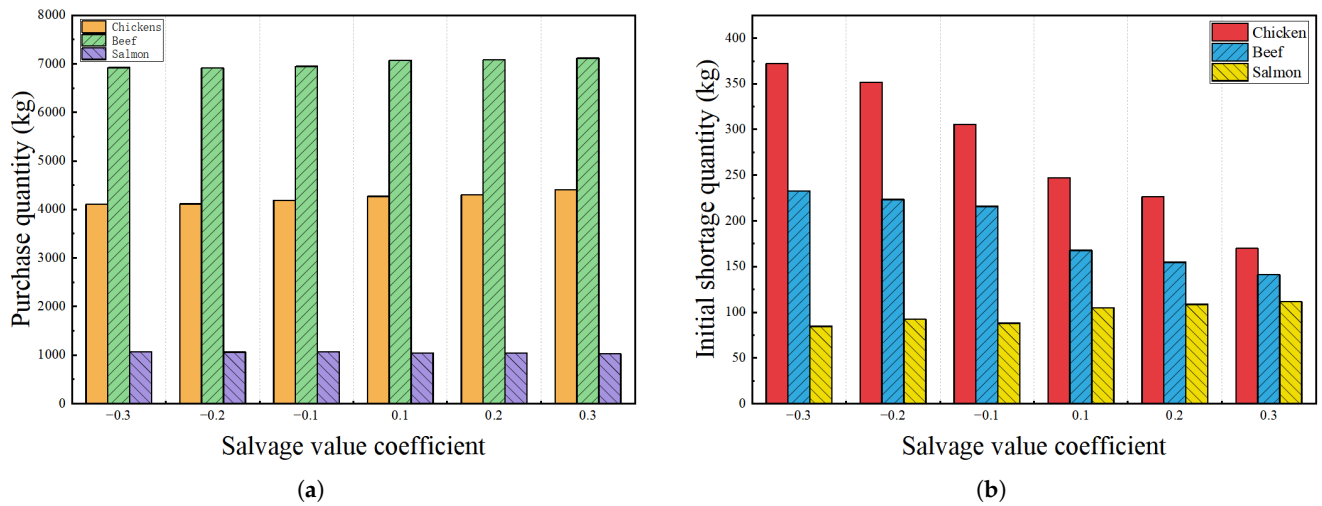 8000
7000
6000
5000
4000
3000
2000
1000
0
Purchase quantity (kg)
Chickens
Beef
Salmon
−0.3 −0.2 −0.1 0.1 0.2 0.3
Salvage value coefficient
(a)
400
350
300
250
200
150
100
50
0
Initial shortage quantity (kg)
Chicken
Beef
Salmon
−0.3 −0.2 −0.1 0.1 0.2 0.3
Salvage value coefficient
(b)